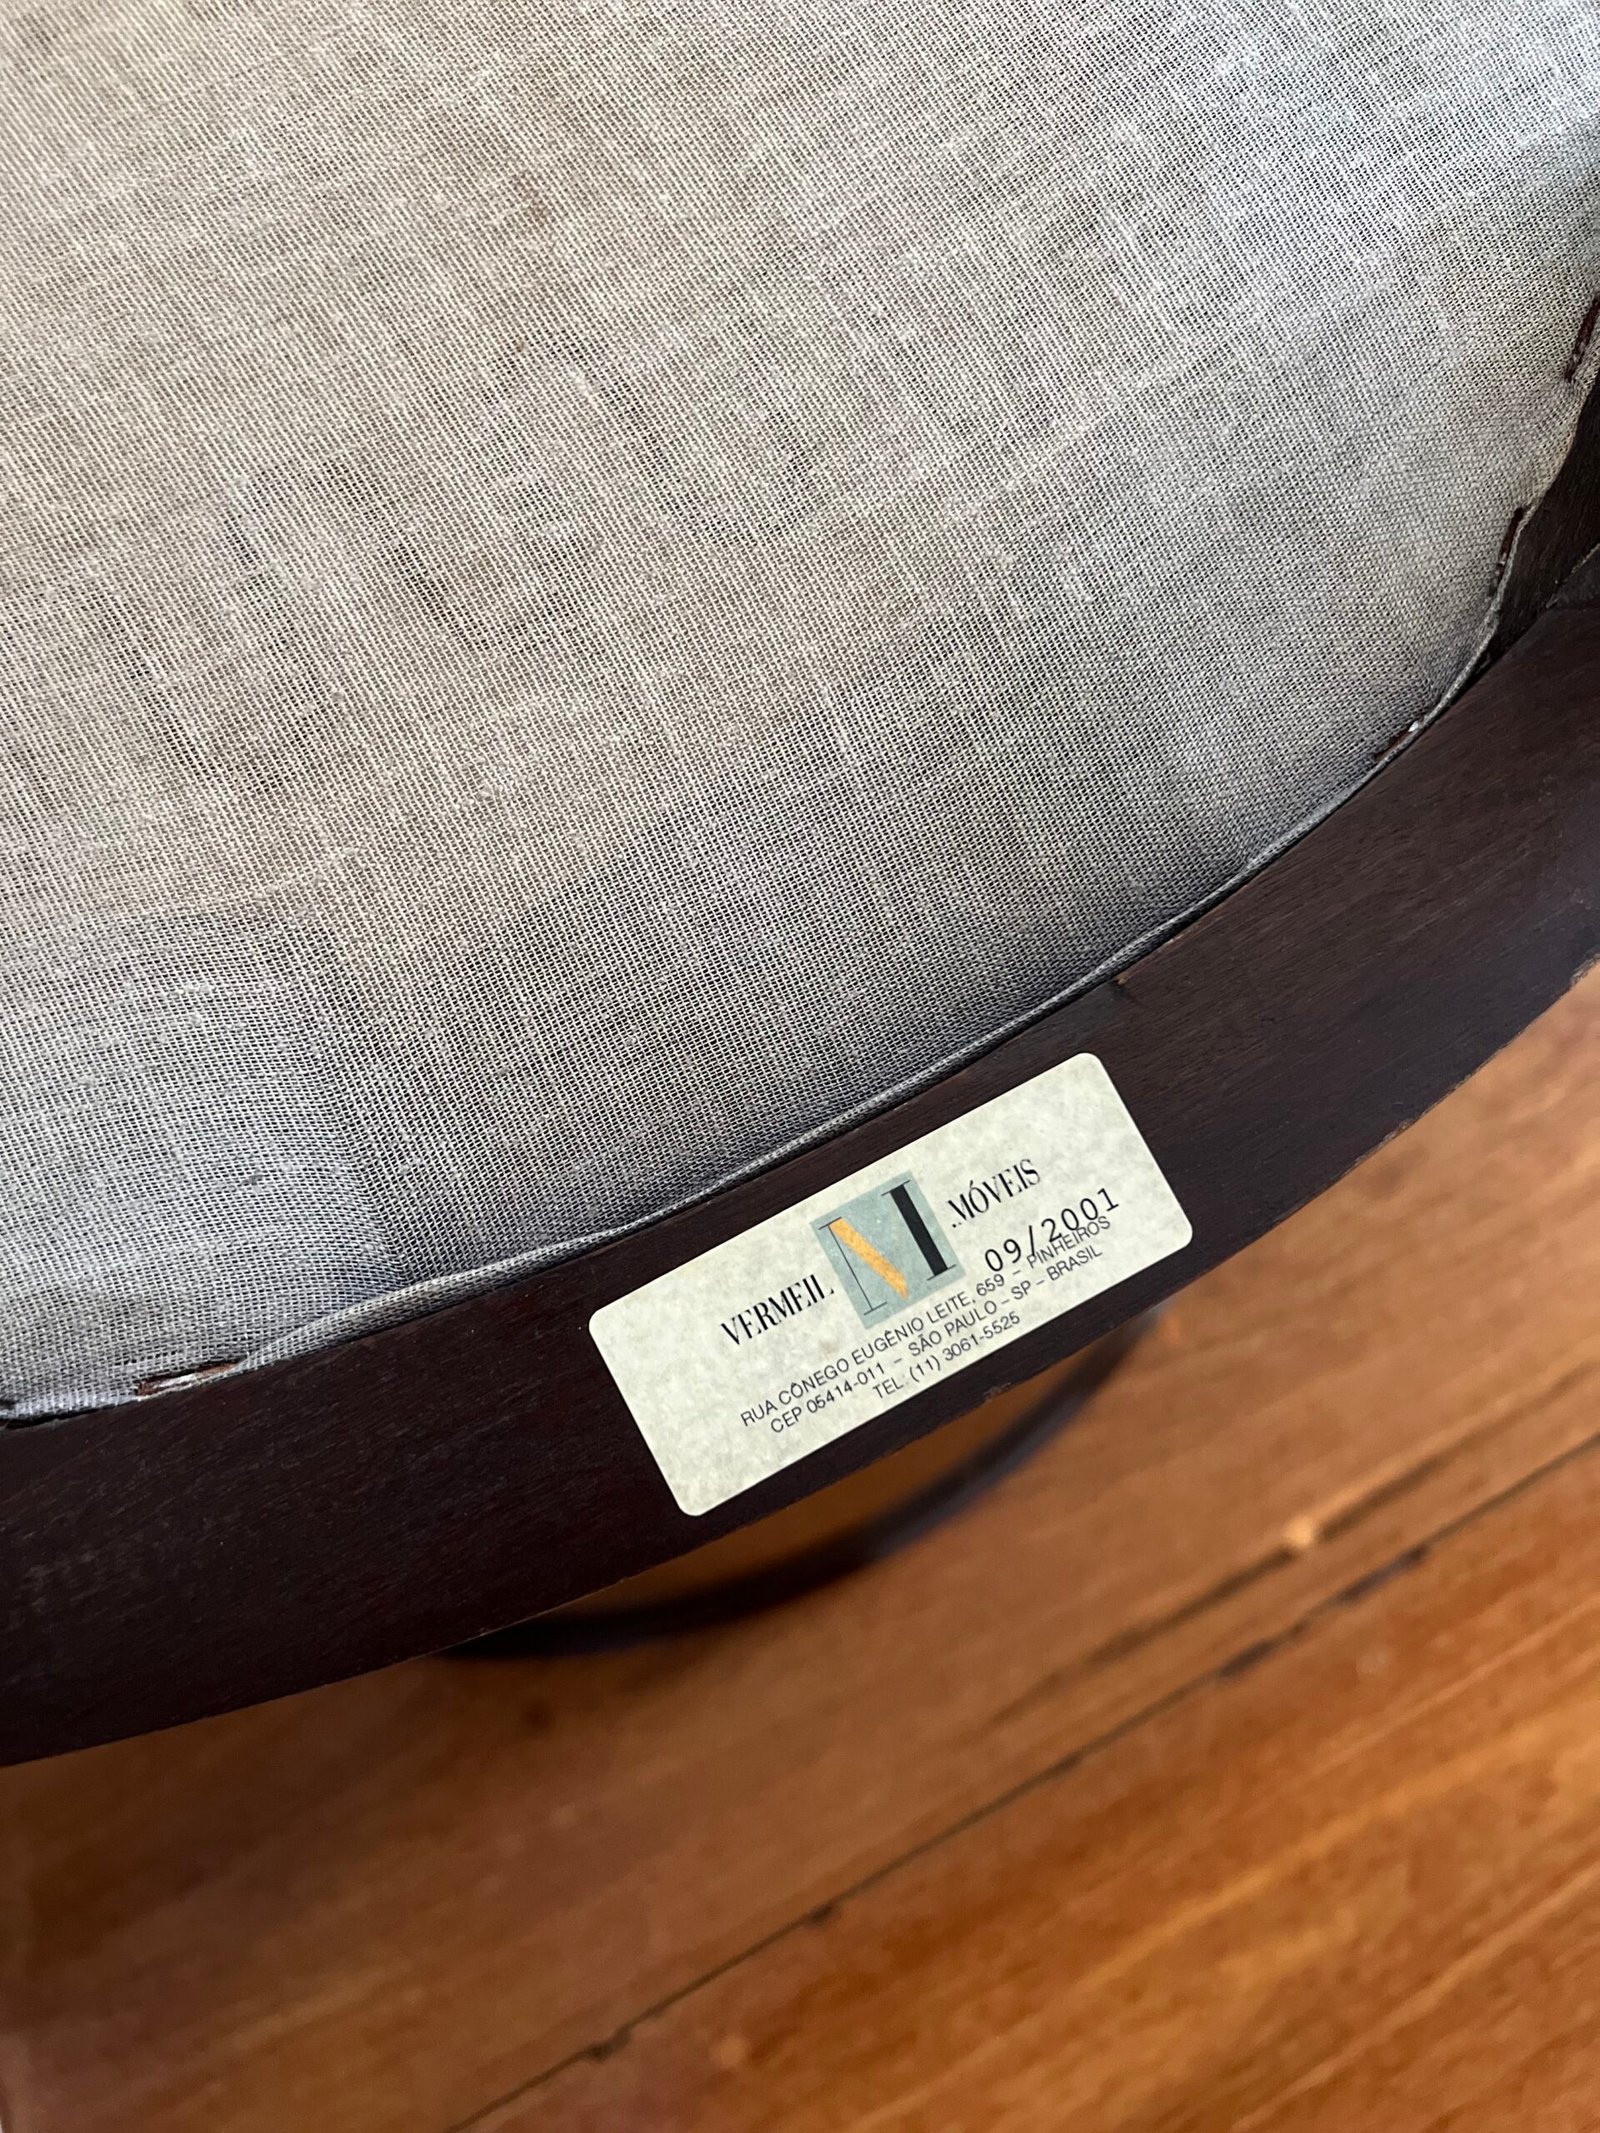 VERMEIL M ..MÓVEIS
09/2001
RUA CÔNEGO EUGÊNIO LEITE, 659 – PINHEIROS
CEP 05414-011 – SÃO PAULO – SP – BRASIL
TEL: (11) 3061-5525